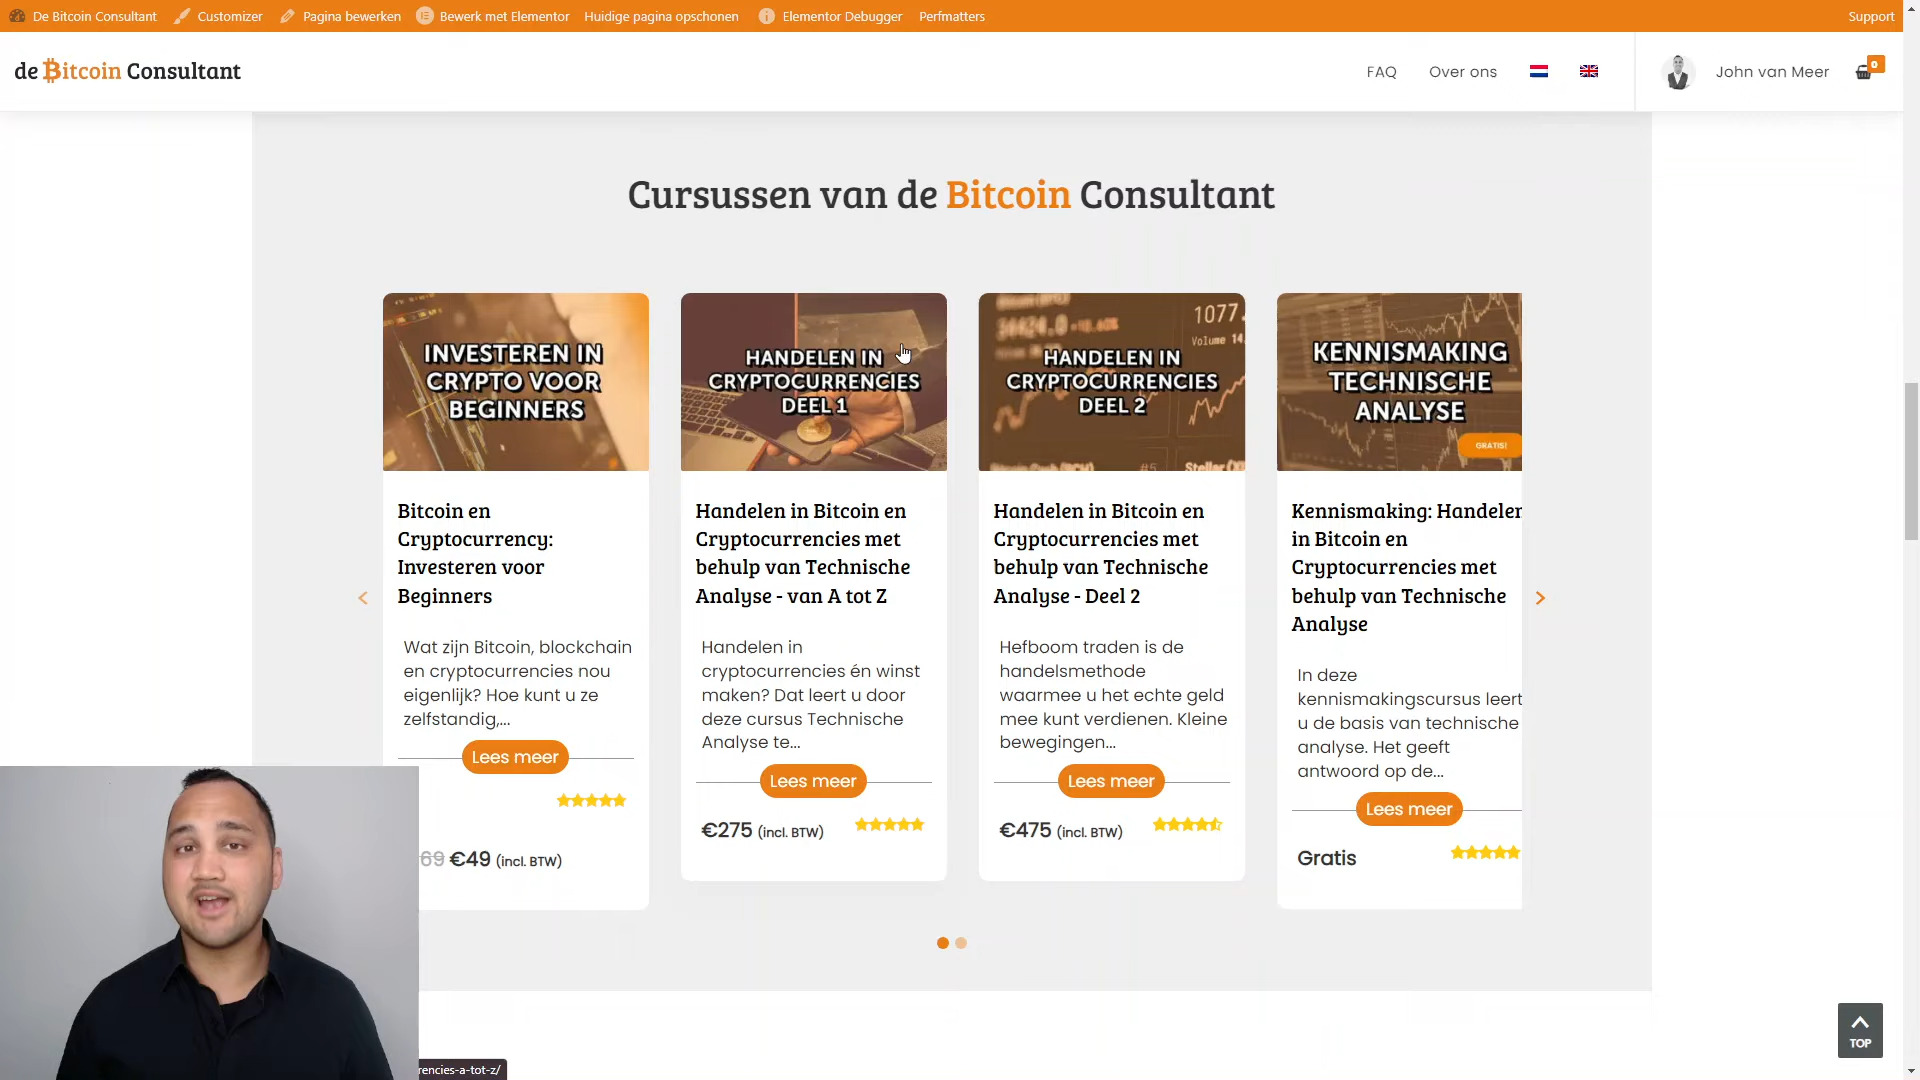 De Bitcoin Consultant Customizer Pagina bewerken Bewerk met Elementor Huidige pagina opschonen Elementor Debugger Perfmatters Support
de Bitcoin Consultant FAQ Over ons John van Meer 0
Cursussen van de Bitcoin Consultant
INVESTEREN IN
CRYPTO VOOR
BEGINNERS
Bitcoin en
Cryptocurrency:
Investeren voor
Beginners
Wat zijn Bitcoin, blockchain
en cryptocurrencies nou
eigenlijk? Hoe kunt u ze
zelfstandig,...
Lees meer
69 €49 (incl. BTW)
HANDELEN IN
CRYPTOCURRENCIES
DEEL 1
Handelen in Bitcoin en
Cryptocurrencies met
behulp van Technische
Analyse - van A tot Z
Handelen in
cryptocurrencies én winst
maken? Dat leert u door
deze cursus Technische
Analyse te...
Lees meer
€275 (incl. BTW)
1077.
Volume 14.
HANDELEN IN
CRYPTOCURRENCIES
DEEL 2
Handelen in Bitcoin en
Cryptocurrencies met
behulp van Technische
Analyse - Deel 2
Hefboom traden is de
handelsmethode
waarmee u het echte geld
mee kunt verdienen. Kleine
bewegingen...
Lees meer
€475 (incl. BTW)
KENNISMAKING
TECHNISCHE
ANALYSE
GRATIS!
Kennismaking: Handelen
in Bitcoin en
Cryptocurrencies met
behulp van Technische
Analyse
In deze
kennismakingscursus leert
u de basis van technische
analyse. Het geeft
antwoord op de...
Lees meer
Gratis
TOP
rencies-a-tot-z/